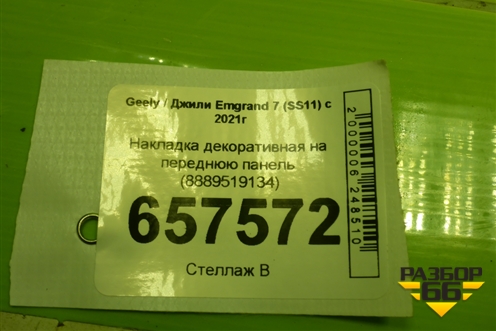 Geely / Джили Emgrand 7 (SS11) с
2021г
Накладка декоративная на
переднюю панель
(8889519134)
657572
Стеллаж В
2000006248510
РАЗБОР
66